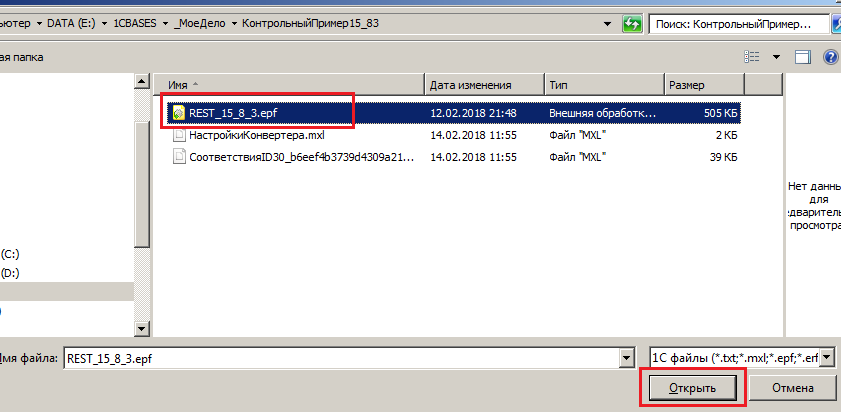 ьютер ▸ DATA (E:) ▸ 1CBASES ▸ _МоеДело ▸ КонтрольныйПример15_83
Поиск: КонтрольныйПример...
ая папка
Имя Дата изменения Тип Размер
REST_15_8_3.epf 12.02.2018 21:48 Внешняя обработк... 505 КБ
НастройкиКонвертера.mxl 14.02.2018 11:55 Файл "MXL" 2 КБ
СоответствияID30_b6eef4b3739d4309a21... 14.02.2018 11:55 Файл "MXL" 39 КБ
Нет данны
для
едваритель
просмотра
(C:)
(D:)
Имя файла: REST_15_8_3.epf 1С файлы (*.txt;*.mxl;*.epf;*.erf
Открыть Отмена